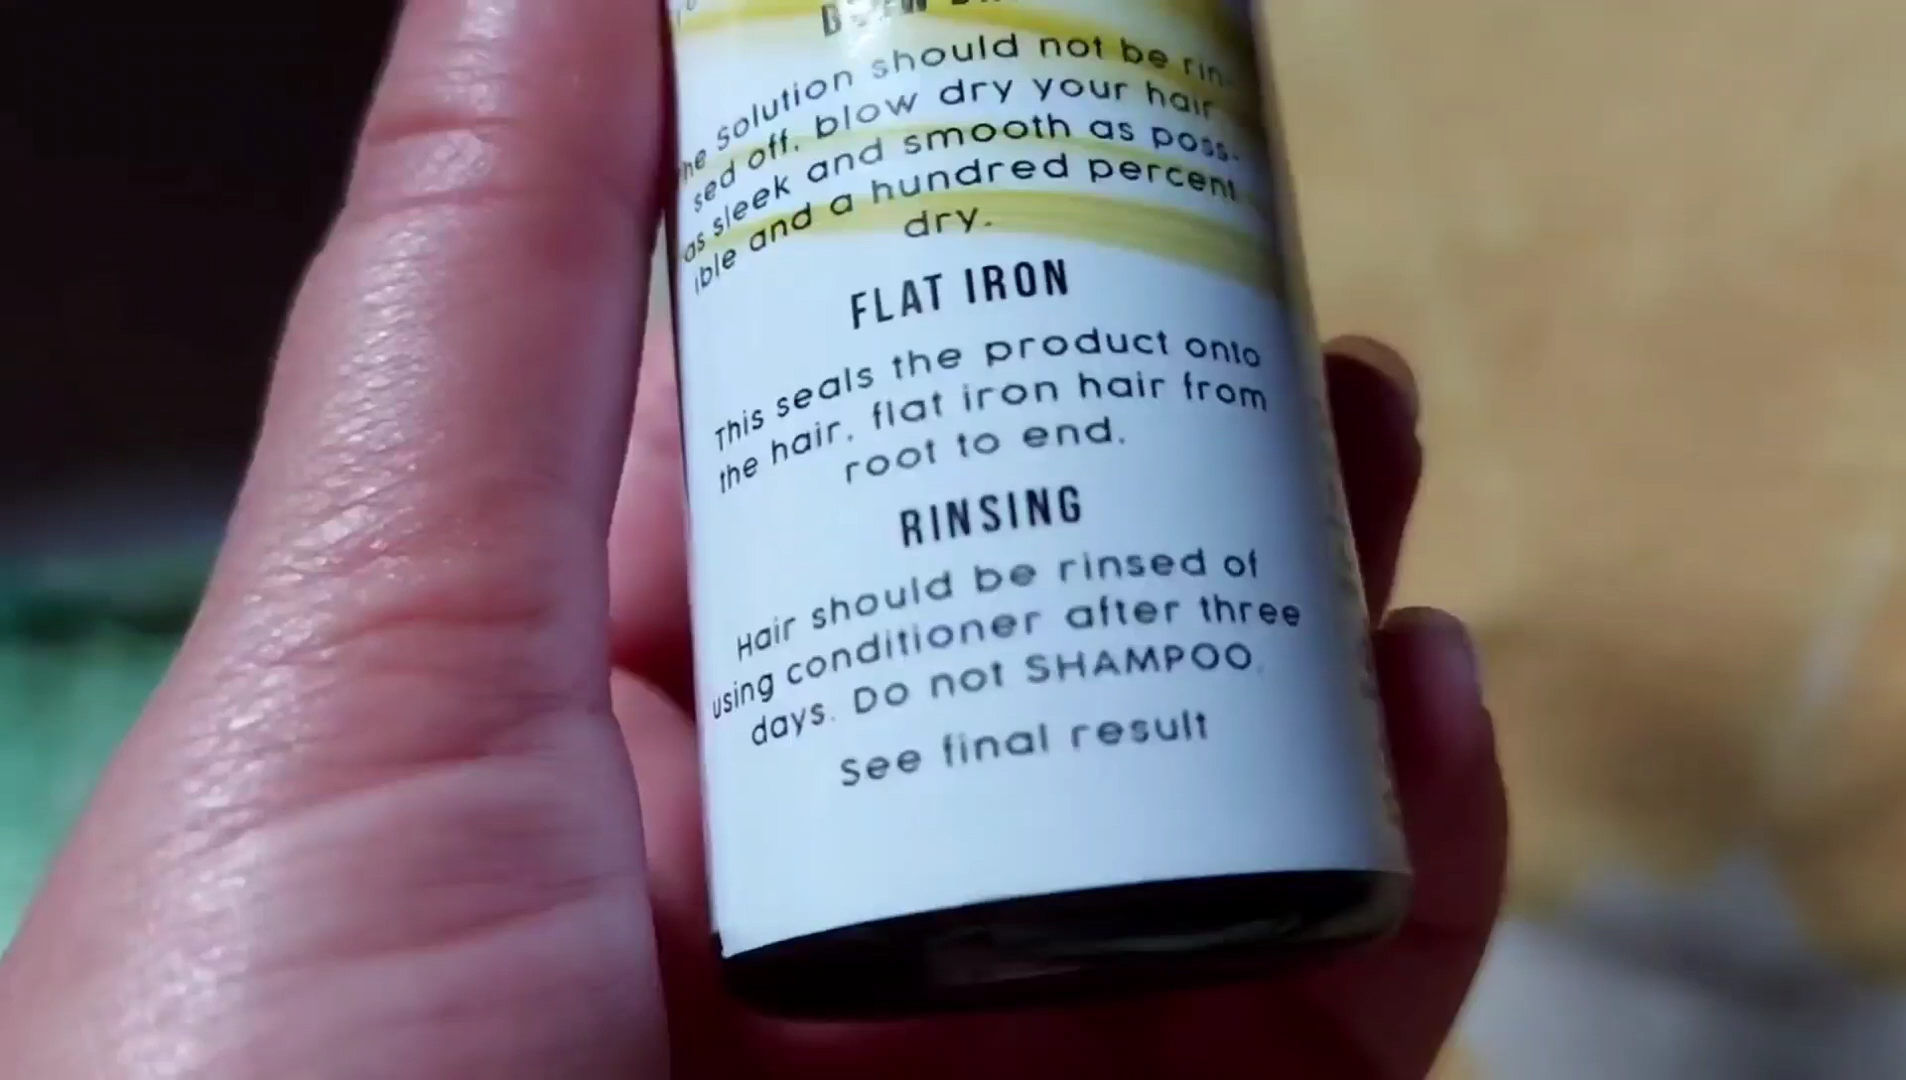 solution should not be rin-
sed off. blow dry your hair
as sleek and smooth as poss-
ible and a hundred percent
dry.
FLAT IRON
This seals the product onto
the hair. flat iron hair from
root to end.
RINSING
Hair should be rinsed of
using conditioner after three
days. Do not SHAMPOO.
See final result